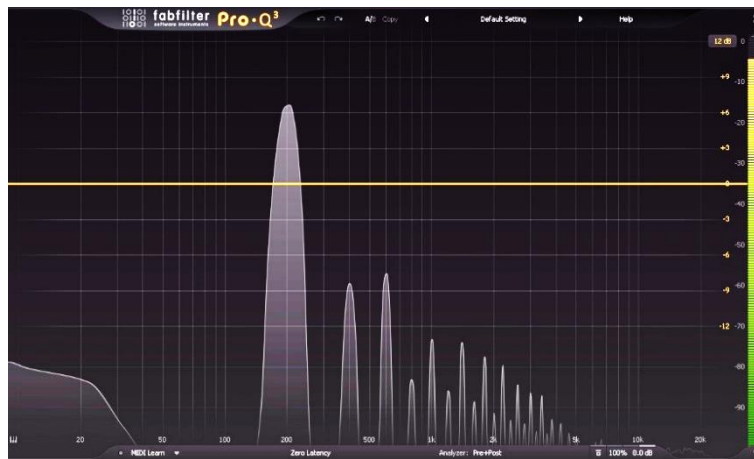 fabfilter Pro·Q³
software instruments
A/B Copy Default Setting Help
12 dB 0
+9 -10
+6 -20
+3 -30
0
-3 -40
-6 -50
-9 -60
-12 -70
-80
-90
20 50 100 200 500 1k 2k 5k 10k 20k
MIDI Learn Zero Latency Analyzer: Pre+Post 100% 0.0 dB